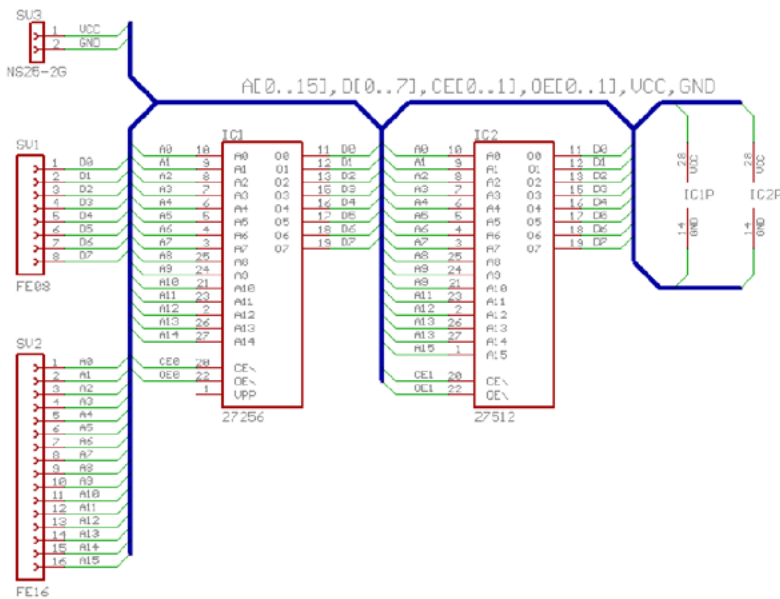 SV3
1 VCC
2 GND
NS25-2G
A[0..15],D[0..7],CE[0..1],OE[0..1],VCC,GND
SV1
1 D0
2 D1
3 D2
4 D3
5 D4
6 D5
7 D6
8 D7
FE08
SV2
1 A0
2 A1
3 A2
4 A3
5 A4
6 A5
7 A6
8 A7
9 A8
10 A9
11 A10
12 A11
13 A12
14 A13
15 A14
16 A15
FE16
IC1
A0 10 A0 O0 11 D0
A1 9 A1 O1 12 D1
A2 8 A2 O2 13 D2
A3 7 A3 O3 15 D3
A4 6 A4 O4 16 D4
A5 5 A5 O5 17 D5
A6 4 A6 O6 18 D6
A7 3 A7 O7 19 D7
A8 25 A8
A9 24 A9
A10 21 A10
A11 23 A11
A12 2 A12
A13 26 A13
A14 27 A14
CE0 20 CE\
OE0 22 OE\
1 VPP
27256
IC2
A0 10 A0 O0 11 D0
A1 9 A1 O1 12 D1
A2 8 A2 O2 13 D2
A3 7 A3 O3 15 D3
A4 6 A4 O4 16 D4
A5 5 A5 O5 17 D0
A6 4 A6 O6 18 D6
A7 3 A7 O7 19 D7
A8 25 A8
A9 24 A9
A9 21 A10
A11 23 A11
A12 2 A12
A13 26 A13
A13 27 A14
A15 1 A15
CE1 20 CE\
OE1 22 OE\
27512
28 VCC
IC1P
14 GND
28 VCC
IC2P
14 GND